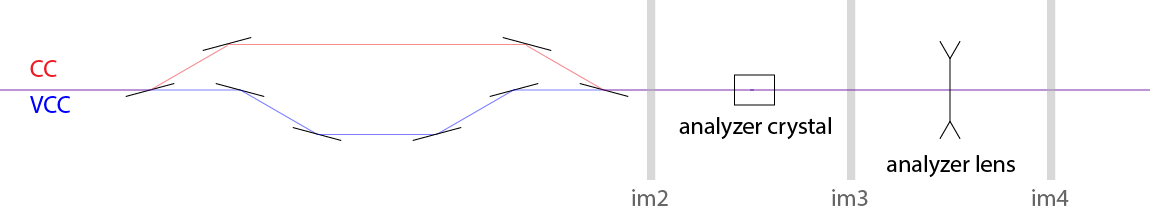 CC
VCC
analyzer crystal
analyzer lens
im2
im3
im4